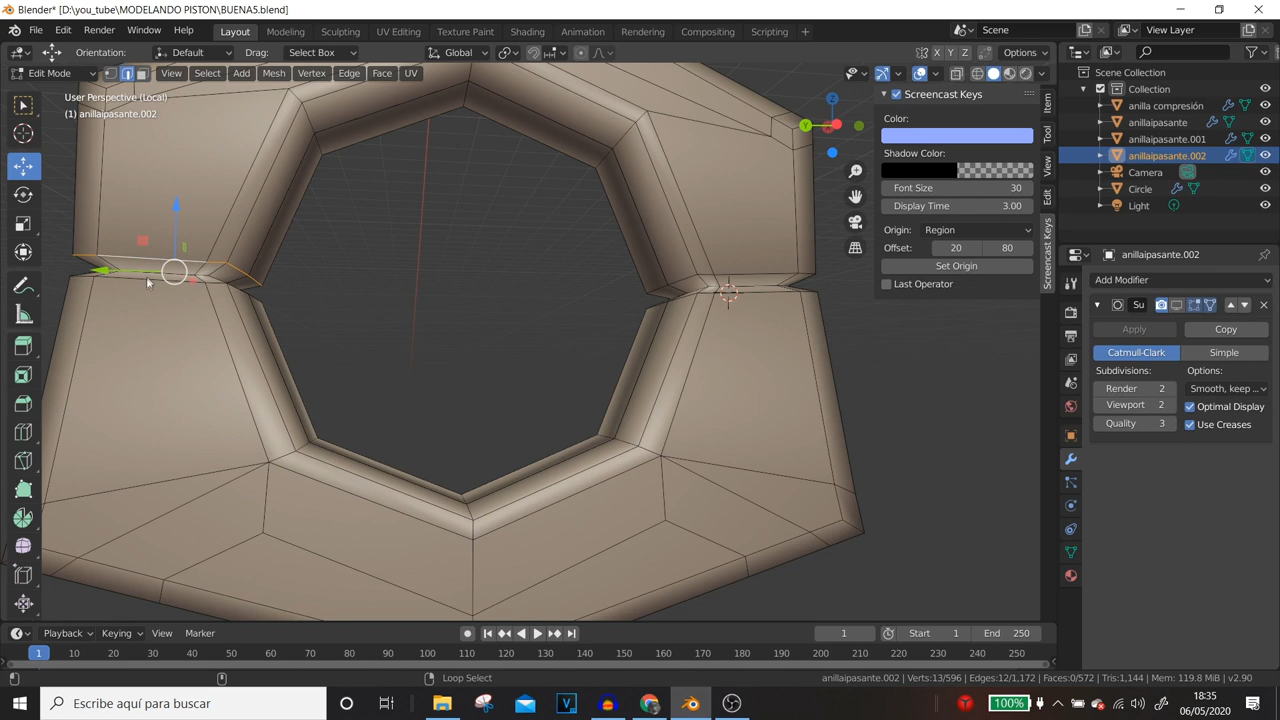 Blender* [D:\you_tube\MODELANDO PISTON\BUENA5.blend]
File Edit Render Window Help Layout Modeling Sculpting UV Editing Texture Paint Shading Animation Rendering Compositing Scripting + Scene View Layer
Orientation: Default Drag: Select Box Global X Y Z Options
Edit Mode View Select Add Mesh Vertex Edge Face UV
User Perspective (Local)
(1) anillaipasante.002
Screencast Keys
Color:
Shadow Color:
Font Size 30
Display Time 3.00
Origin: Region
Offset: 20 80
Set Origin
Last Operator
Item
Tool
View
Edit
Screencast Keys
Z
Y
Scene Collection
Collection
anilla compresión
anillaipasante
anillaipasante.001
anillaipasante.002
Camera
Circle
Light
anillaipasante.002
Add Modifier
Su
Apply Copy
Catmull-Clark Simple
Subdivisions: Options:
Render 2 Smooth, keep ...
Viewport 2 Optimal Display
Quality 3 Use Creases
Playback Keying View Marker 1 Start 1 End 250
1 10 20 30 40 50 60 70 80 90 100 110 120 130 140 150 160 170 180 190 200 210 220 230 240 250
Loop Select anillaipasante.002 | Verts:13/596 | Edges:12/1,172 | Faces:0/572 | Tris:1,144 | Mem: 119.8 MiB | v2.90
Escribe aquí para buscar 100% 18:35
06/05/2020